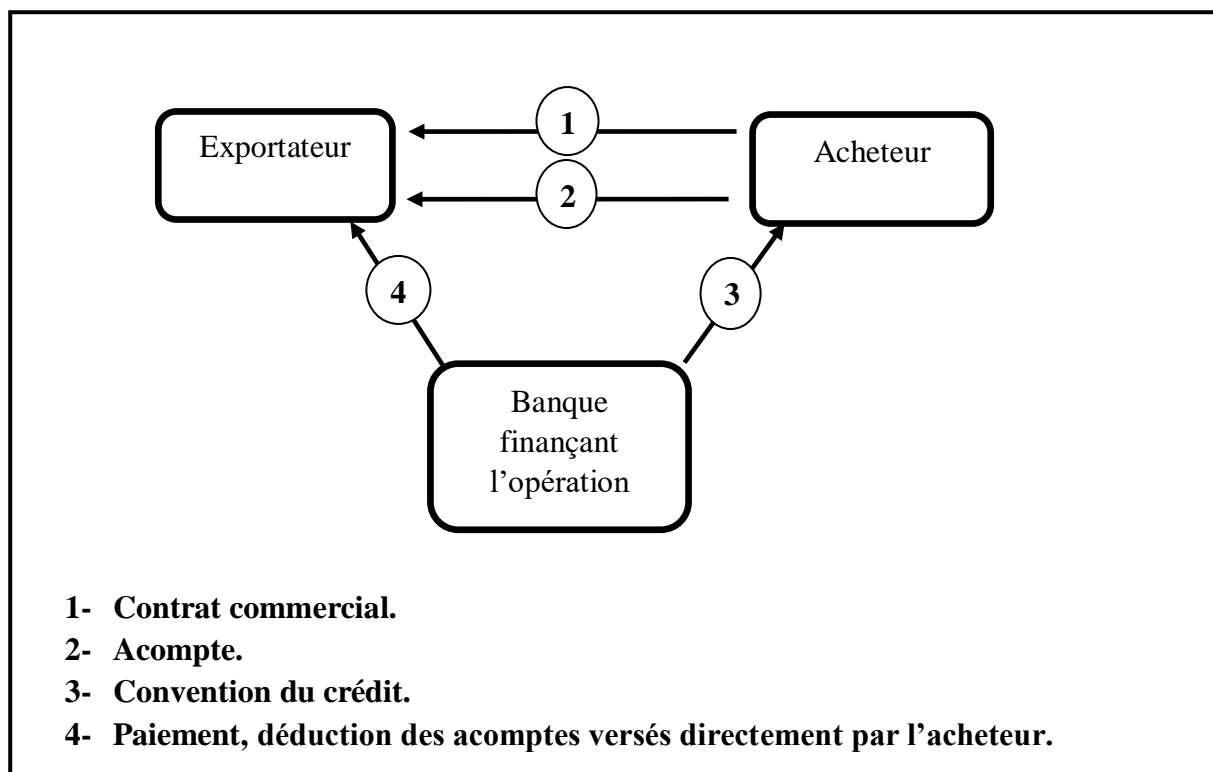 Exportateur
1
Acheteur
2
4
3
Banque
finançant
l’opération
1- Contrat commercial.
2- Acompte.
3- Convention du crédit.
4- Paiement, déduction des acomptes versés directement par l’acheteur.